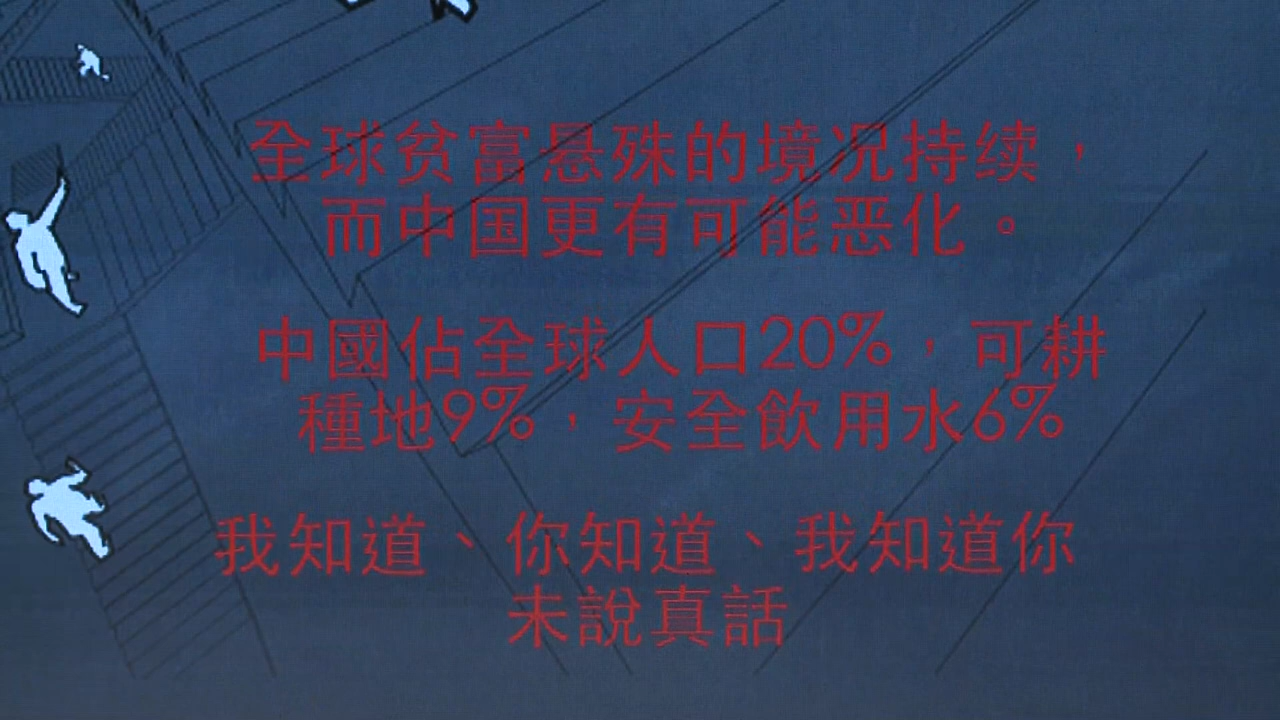 全球贫富悬殊的境况持续，
而中国更有可能恶化。
中國佔全球人口20%，可耕
種地9%，安全飲用水6%
我知道、你知道、我知道你
未說真話